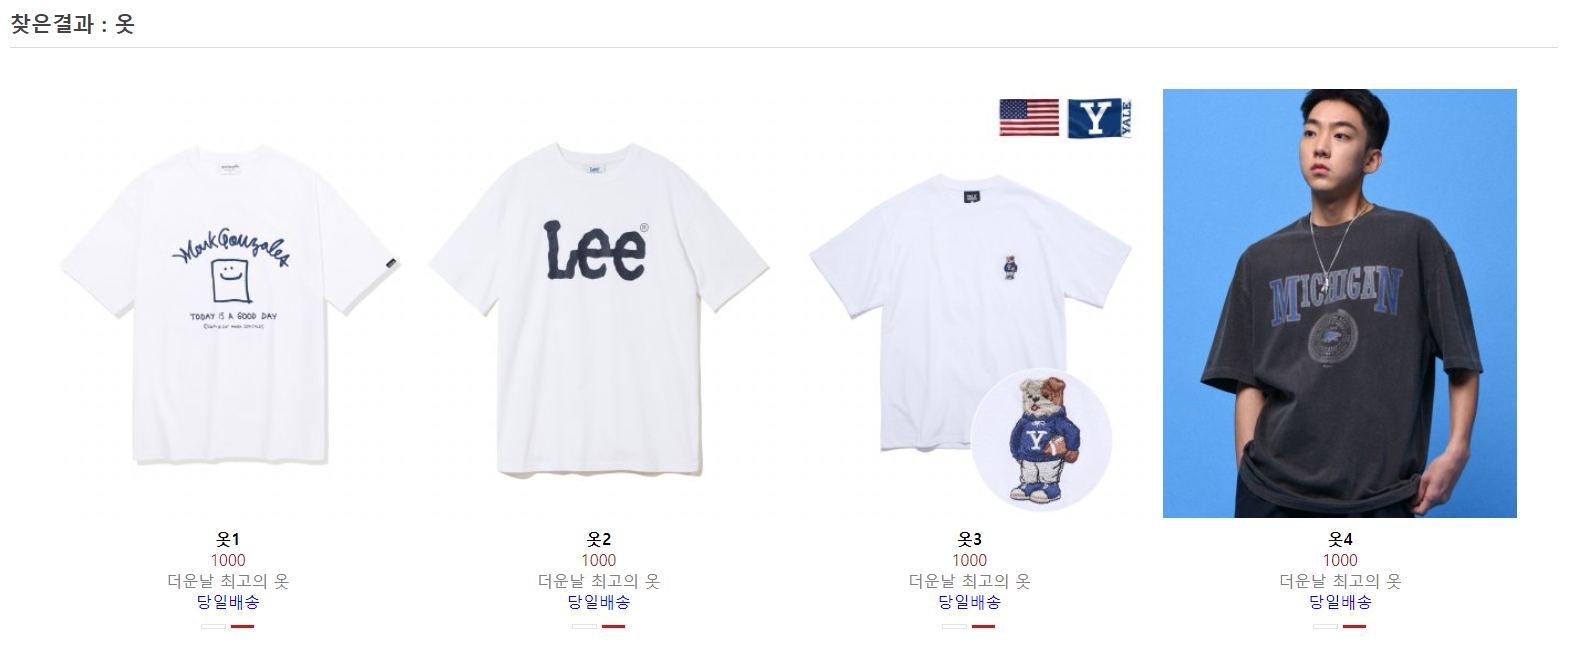 찾은결과 : 옷
Mark Gonzales
TODAY IS A GOOD DAY
Lee®
Lee
Y YALE
Y
MICHIGAN
옷1
1000
더운날 최고의 옷
당일배송
옷2
1000
더운날 최고의 옷
당일배송
옷3
1000
더운날 최고의 옷
당일배송
옷4
1000
더운날 최고의 옷
당일배송